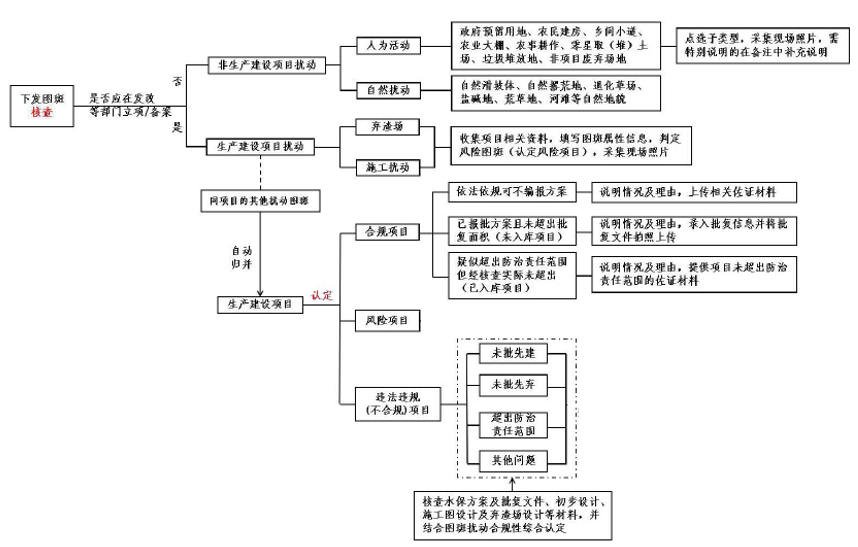 下发图斑
核查
是否应在发改
等部门立项/备案
否
是
非生产建设项目扰动
人为活动
政府预留用地、农民建房、乡间小道、
农业大棚、农事耕作、零星取（堆）土
场、垃圾堆放地、非项目废弃场地
点选子类型，采集现场照片，需
特别说明的在备注中补充说明
自然扰动
自然滑坡体、自然撂荒地、退化草场、
盐碱地、荒草地、河滩等自然地貌
生产建设项目扰动
弃渣场
施工扰动
收集项目相关资料，填写图斑属性信息，判定
风险图斑（认定风险项目），采集现场照片
同项目的其他扰动图斑
自动
归并
生产建设项目
认定
合规项目
依法依规可不编报方案
说明情况及理由，上传相关佐证材料
已报批方案且未超出批
复面积（未入库项目）
说明情况及理由，录入批复信息并将批
复文件拍照上传
疑似超出防治责任范围
但经核查实际未超出
（已入库项目）
说明情况及理由，提供项目未超出防治
责任范围的佐证材料
风险项目
违法违规
(不合规)项目
未批先建
未批先弃
超出防治
责任范围
其他问题
核查水保方案及批复文件、初步设计、
施工图设计及弃渣场设计等材料，并
结合图斑扰动合规性综合认定